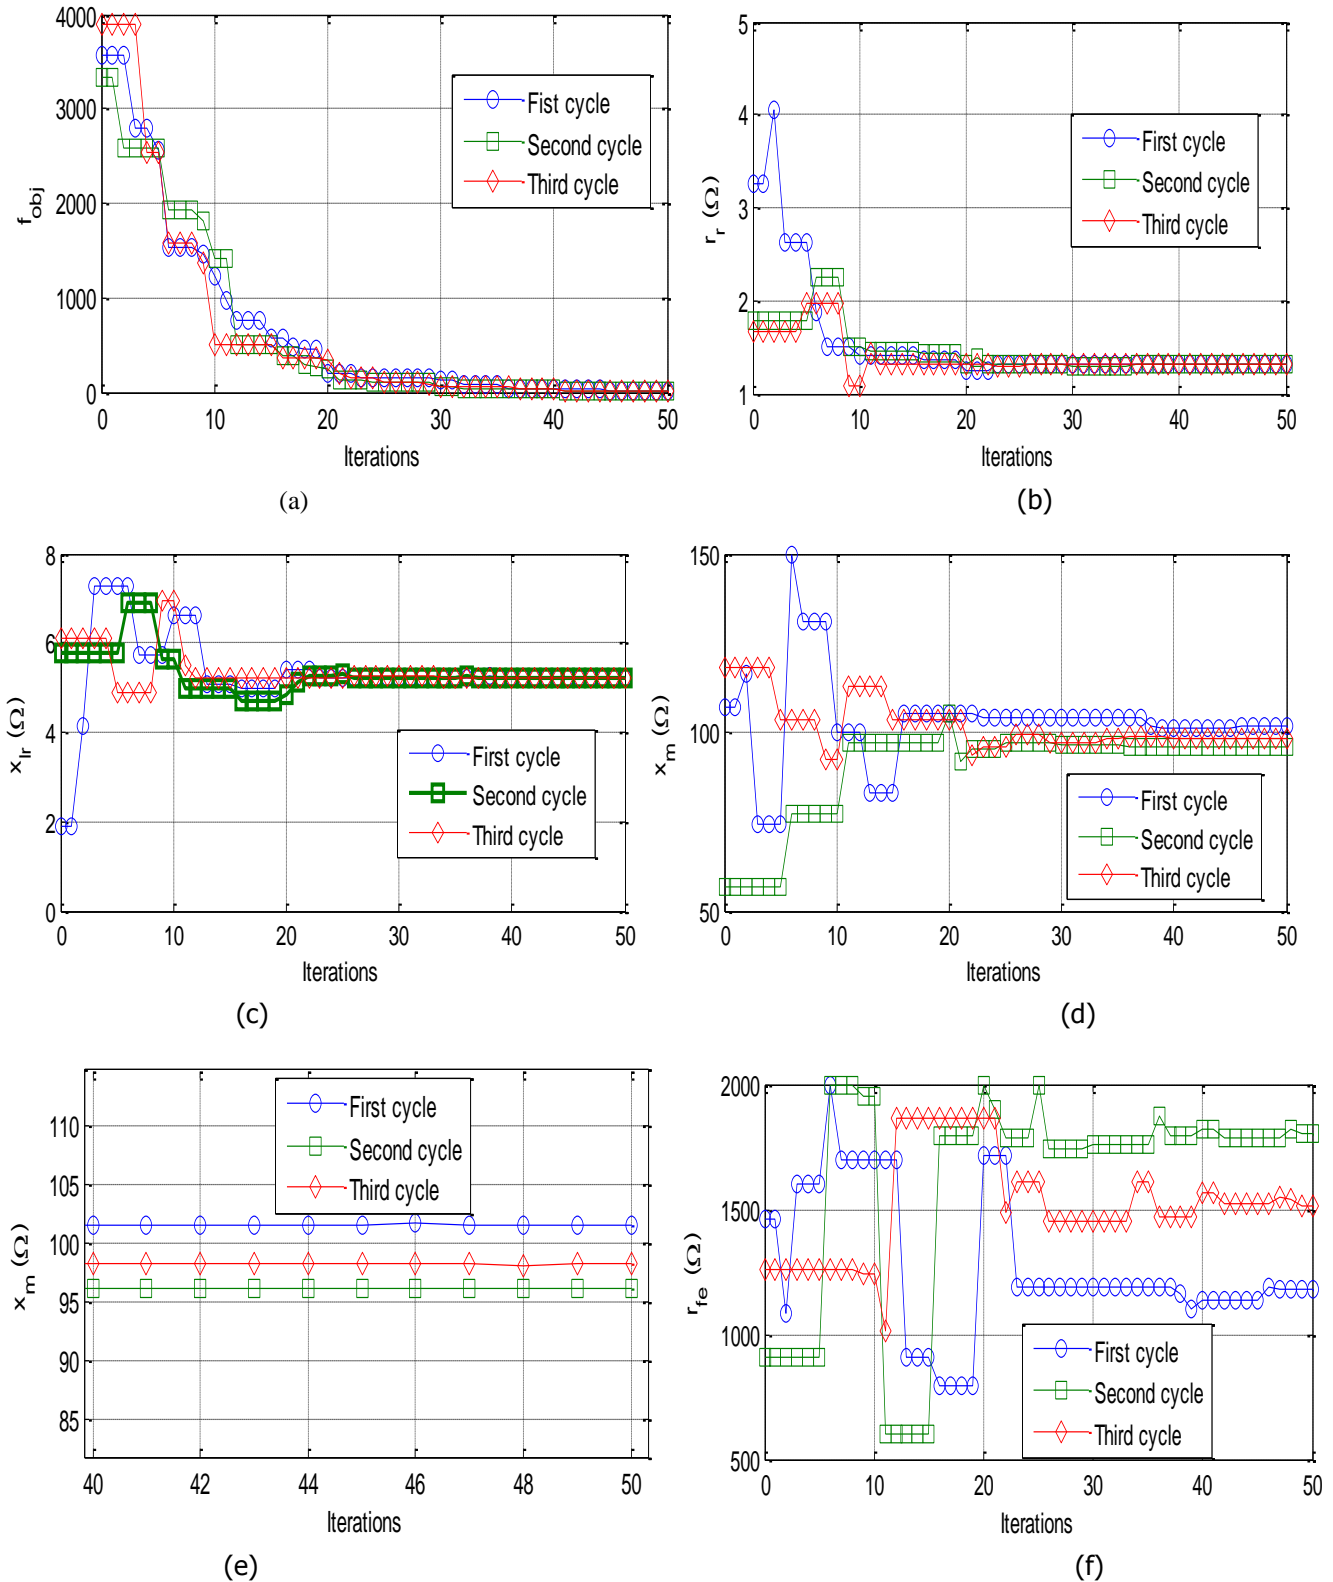 4000
3000
2000
1000
0
f_obj
Fist cycle
Second cycle
Third cycle
0 10 20 30 40 50
Iterations
(a)
5
4
3
2
1
r_r (Ω)
First cycle
Second cycle
Third cycle
0 10 20 30 40 50
Iterations
(b)
8
6
4
2
0
x_lr (Ω)
First cycle
Second cycle
Third cycle
0 10 20 30 40 50
Iterations
(c)
150
100
50
x_m (Ω)
First cycle
Second cycle
Third cycle
0 10 20 30 40 50
Iterations
(d)
110
105
100
95
90
85
x_m (Ω)
First cycle
Second cycle
Third cycle
40 42 44 46 48 50
Iterations
(e)
2000
1500
1000
500
r_fe (Ω)
First cycle
Second cycle
Third cycle
0 10 20 30 40 50
Iterations
(f)